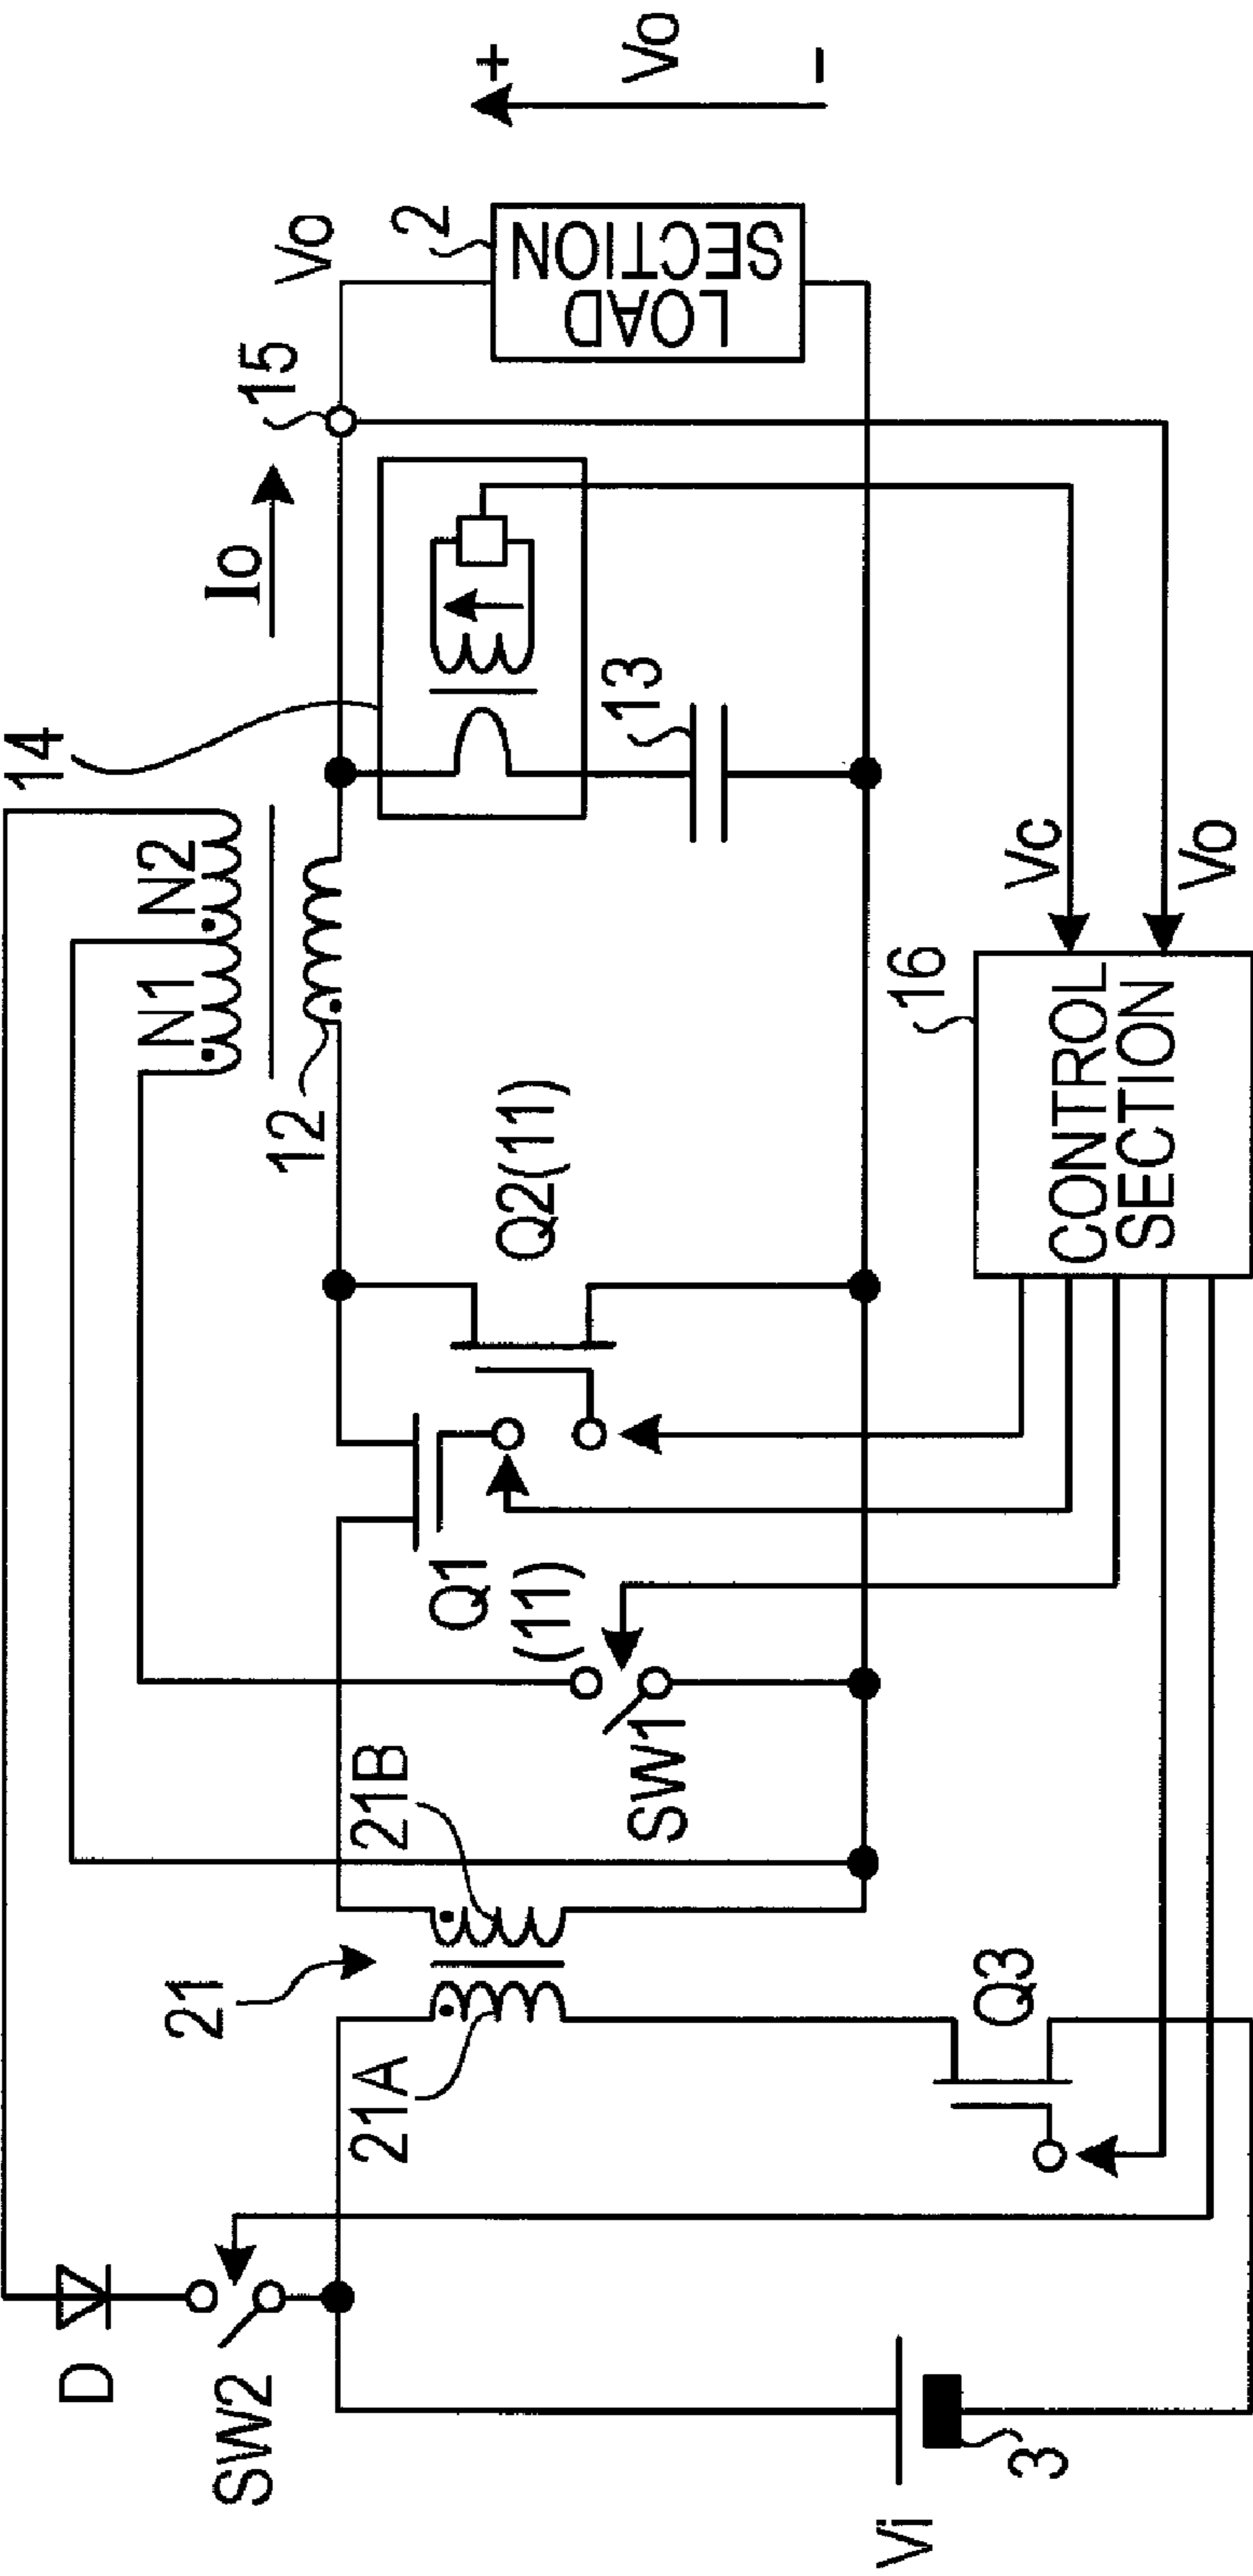 14
N1 N2
Io
15
Vo
2
LOAD
SECTION
+
Vo
−
12
13
D
SW2
21
21A
21B
Q1
(11)
Q2(11)
SW1
Q3
16
CONTROL
SECTION
Vc
Vo
Vi
3